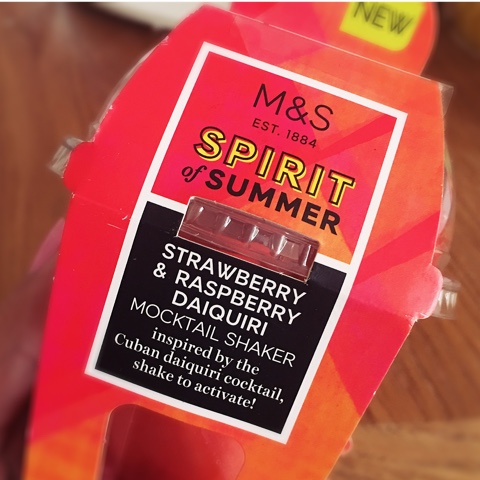 NEW
M&S
EST. 1884
SPIRIT
of SUMMER
STRAWBERRY
& RASPBERRY
DAIQUIRI
MOCKTAIL SHAKER
inspired by the
Cuban daiquiri cocktail,
shake to activate!